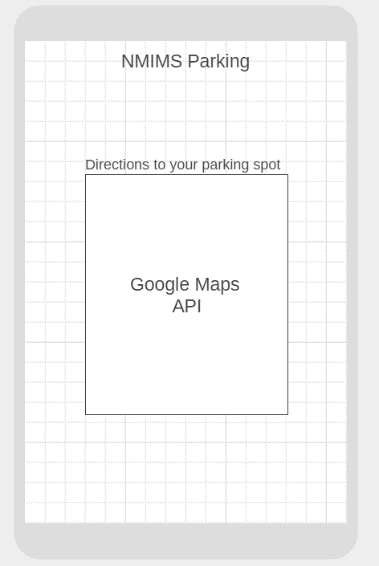 NMIMS Parking
Directions to your parking spot
Google Maps
API